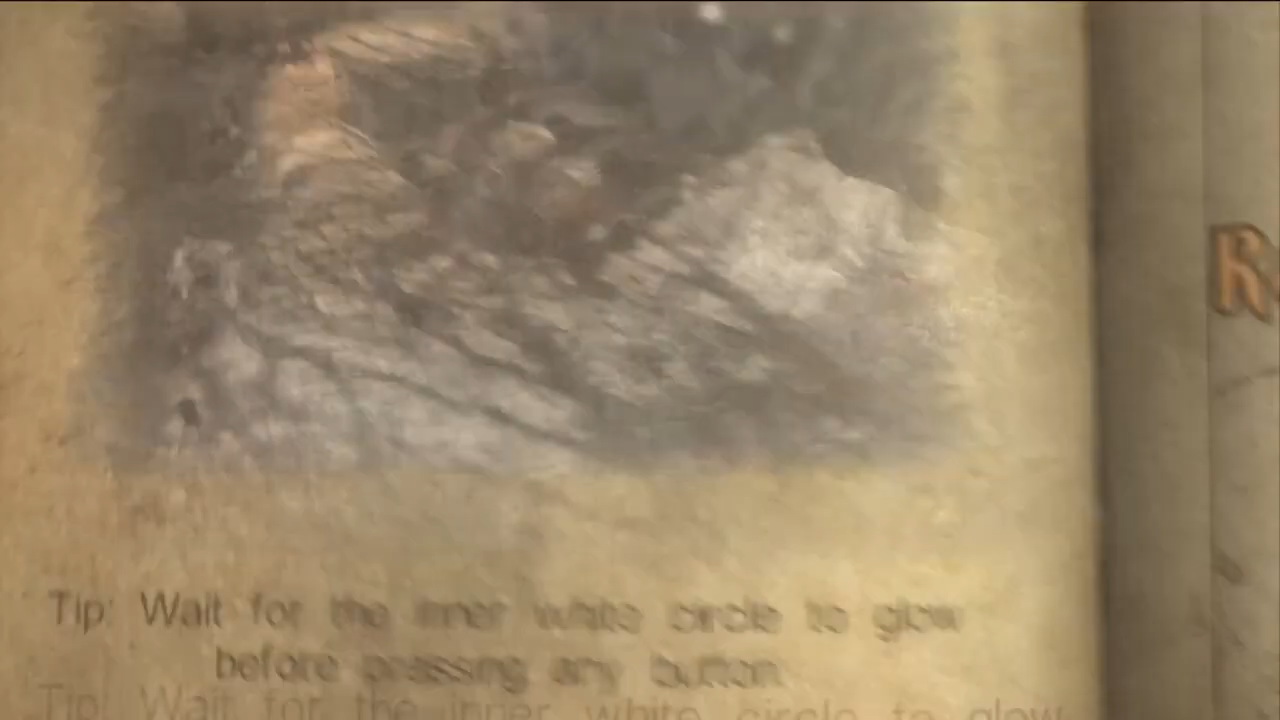 Tip: Wait for the inner white circle to glow
before pressing any button.
Tip: Wait for the inner white circle to glow
R